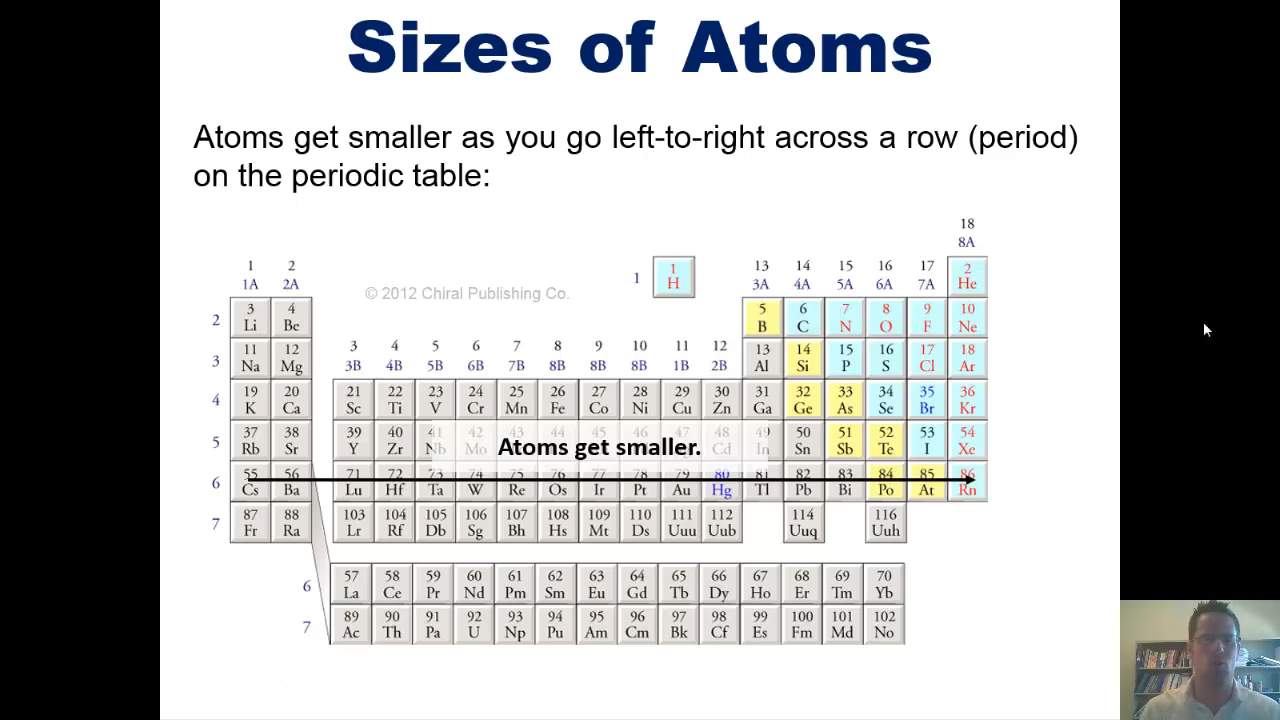 Sizes of Atoms
Atoms get smaller as you go left-to-right across a row (period)
on the periodic table:
18
8A
1 2 13 14 15 16 17
1A 2A 1 1 H 3A 4A 5A 6A 7A 2 He
© 2012 Chiral Publishing Co.
2 3 Li 4 Be 5 B 6 C 7 N 8 O 9 F 10 Ne
3 4 5 6 7 8 9 10 11 12
3 11 Na 12 Mg 3B 4B 5B 6B 7B 8B 8B 8B 1B 2B 13 Al 14 Si 15 P 16 S 17 Cl 18 Ar
4 19 K 20 Ca 21 Sc 22 Ti 23 V 24 Cr 25 Mn 26 Fe 27 Co 28 Ni 29 Cu 30 Zn 31 Ga 32 Ge 33 As 34 Se 35 Br 36 Kr
5 37 Rb 38 Sr 39 Y 40 Zr 41 Nb 42 Mo 43 44 45 46 47 48 Cd 49 In 50 Sn 51 Sb 52 Te 53 I 54 Xe
Atoms get smaller.
6 55 Cs 56 Ba 71 Lu 72 Hf 73 Ta 74 W 75 Re 76 Os 77 Ir 78 Pt 79 Au 80 Hg 81 Tl 82 Pb 83 Bi 84 Po 85 At 86 Rn
7 87 Fr 88 Ra 103 Lr 104 Rf 105 Db 106 Sg 107 Bh 108 Hs 109 Mt 110 Ds 111 Uuu 112 Uub 114 Uuq 116 Uuh
6 57 La 58 Ce 59 Pr 60 Nd 61 Pm 62 Sm 63 Eu 64 Gd 65 Tb 66 Dy 67 Ho 68 Er 69 Tm 70 Yb
7 89 Ac 90 Th 91 Pa 92 U 93 Np 94 Pu 95 Am 96 Cm 97 Bk 98 Cf 99 Es 100 Fm 101 Md 102 No